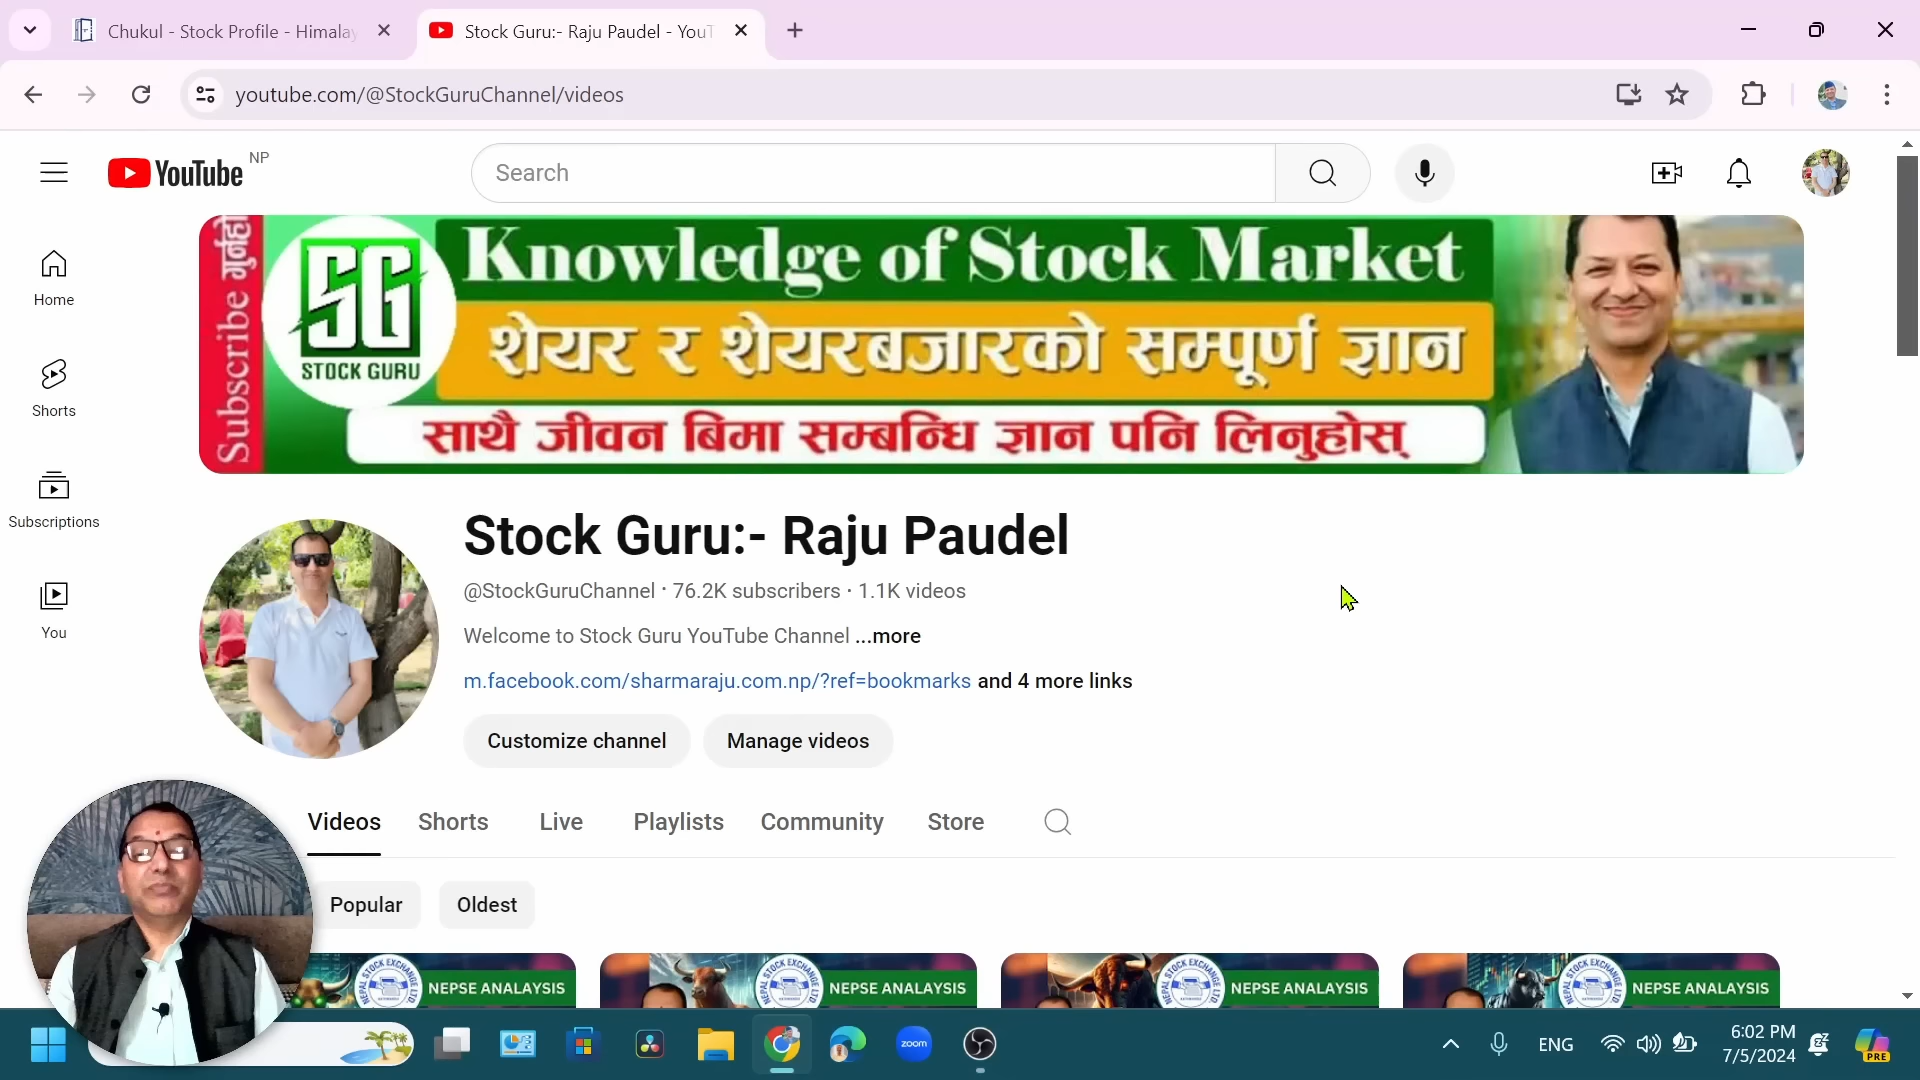 Chukul - Stock Profile - Himalay
Stock Guru:- Raju Paudel - YouT
youtube.com/@StockGuruChannel/videos
YouTube NP
Search
Subscribe गर्नुहोस्
SG
STOCK GURU
Knowledge of Stock Market
शेयर र शेयरबजारको सम्पूर्ण ज्ञान
साथै जीवन बिमा सम्बन्धि ज्ञान पनि लिनुहोस्
Home
Shorts
Subscriptions
You
Stock Guru:- Raju Paudel
@StockGuruChannel · 76.2K subscribers · 1.1K videos
Welcome to Stock Guru YouTube Channel ...more
m.facebook.com/sharmaraju.com.np/?ref=bookmarks and 4 more links
Customize channel
Manage videos
Videos Shorts Live Playlists Community Store
Popular
Oldest
NEPSE ANALAYSIS
NEPSE ANALAYSIS
NEPSE ANALAYSIS
NEPSE ANALAYSIS
zoom
ENG
6:02 PM
7/5/2024
PRE